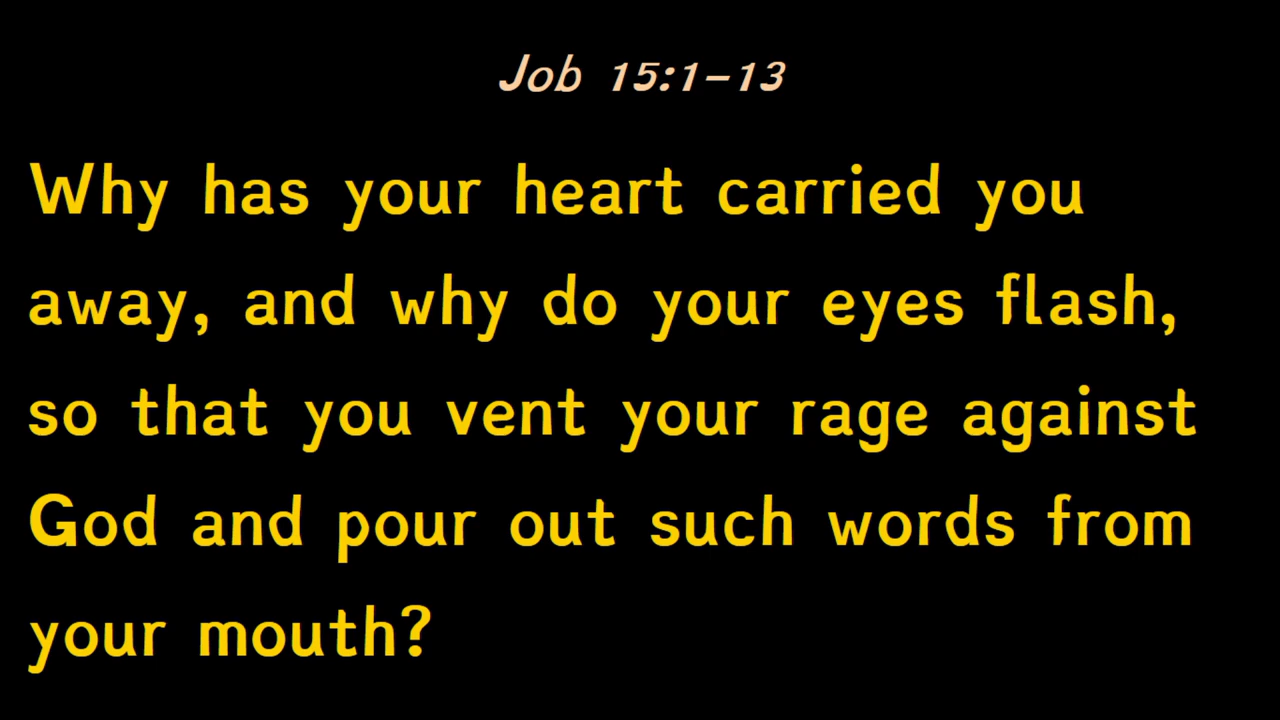 Job 15:1–13
Why has your heart carried you
away, and why do your eyes flash,
so that you vent your rage against
God and pour out such words from
your mouth?